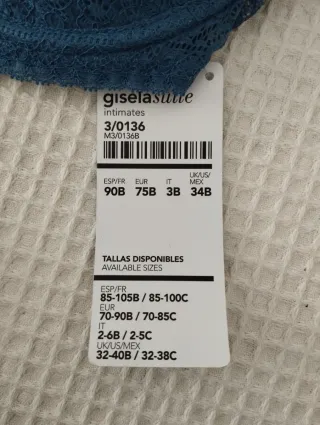 gisélasuite
intimates
3/0136
M3/0136B
ESP/FR EUR IT UK/US/MEX
90B 75B 3B 34B
TALLAS DISPONIBLES
AVAILABLE SIZES
ESP/FR
85-105B / 85-100C
EUR
70-90B / 70-85C
IT
2-6B / 2-5C
UK/US/MEX
32-40B / 32-38C